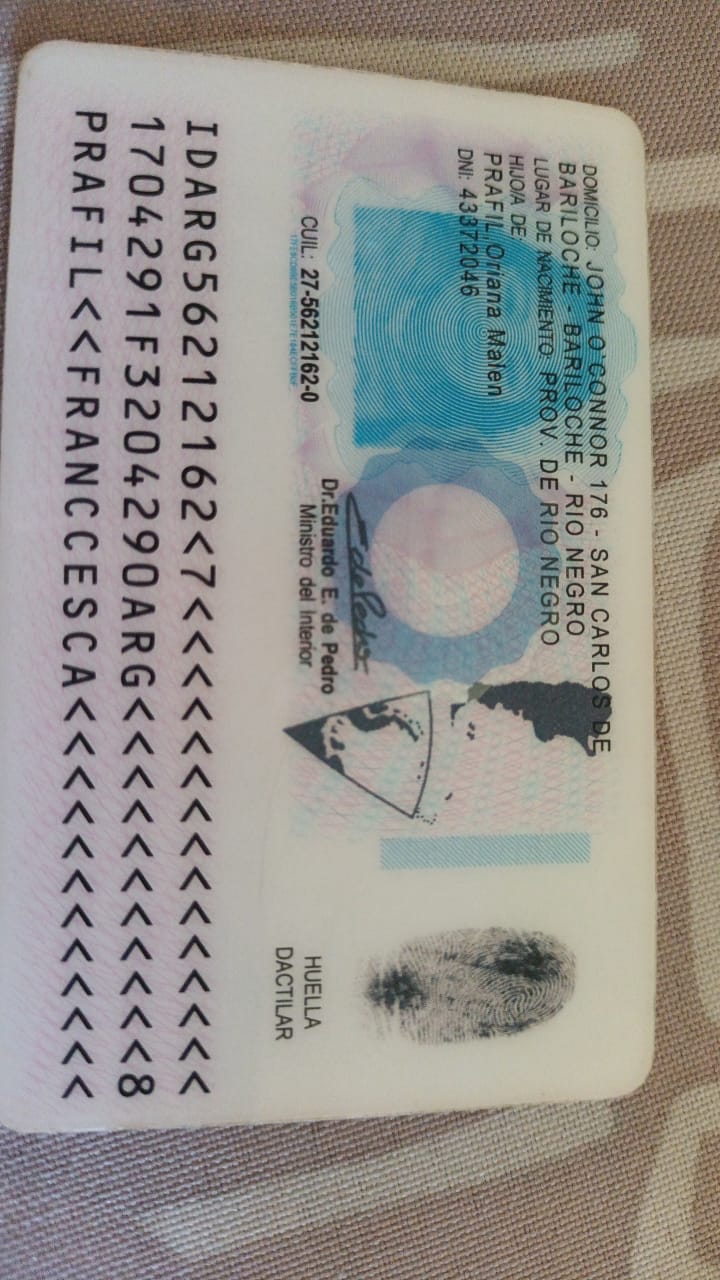 DOMICILIO: JOHN O'CONNOR 176 - SAN CARLOS DE
BARILOCHE - BARILOCHE - RIO NEGRO
LUGAR DE NACIMIENTO: PROV. DE RIO NEGRO
HIJO/A DE:
PRAFIL Oriana Malen
DNI: 43372046
CUIL: 27-56212162-0
Dr.Eduardo E. de Pedro
Ministro del Interior
HUELLA
DACTILAR
IDARG56212162<7<<<<<<<<<<<<<<<
1704291F3204290ARG<<<<<<<<<<<8
PRAFIL<<FRANCCESCA<<<<<<<<<<<<